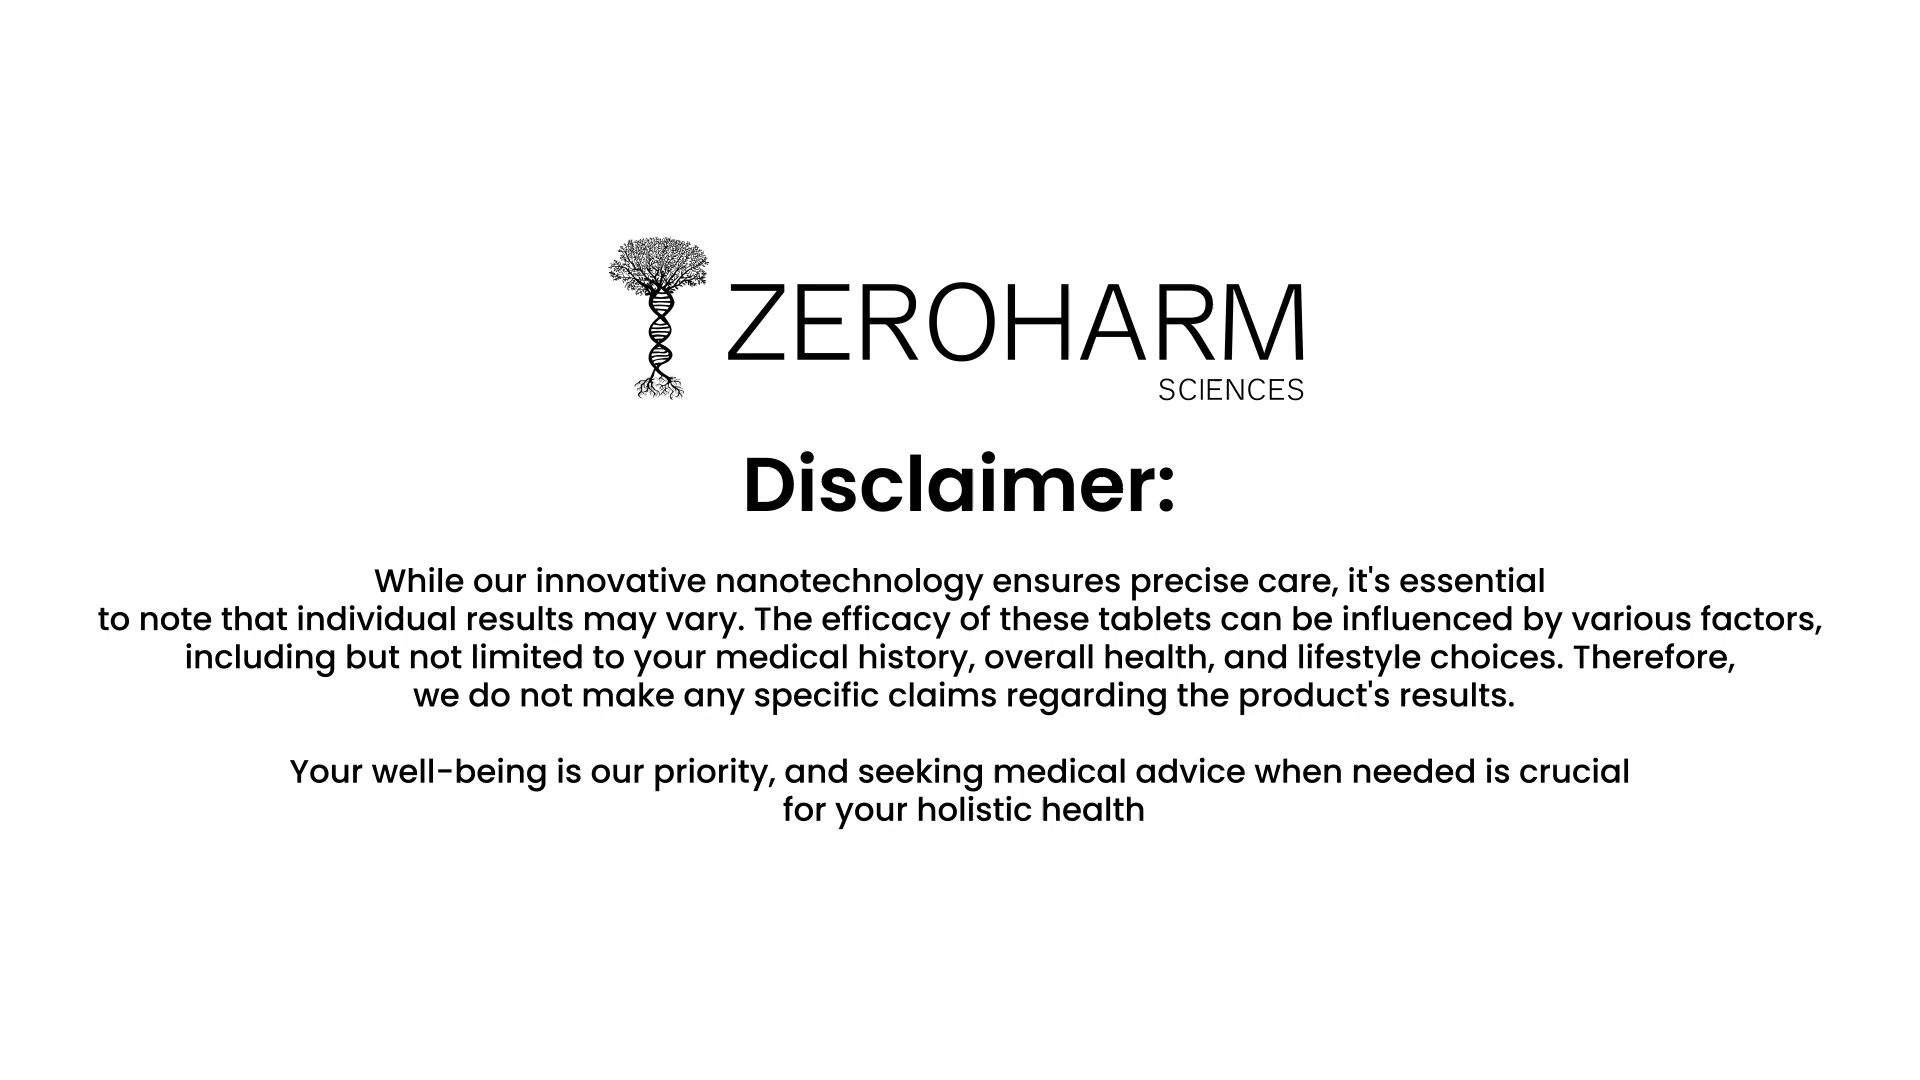 ZEROHARM
SCIENCES
Disclaimer:
While our innovative nanotechnology ensures precise care, it's essential
to note that individual results may vary. The efficacy of these tablets can be influenced by various factors,
including but not limited to your medical history, overall health, and lifestyle choices. Therefore,
we do not make any specific claims regarding the product's results.
Your well-being is our priority, and seeking medical advice when needed is crucial
for your holistic health